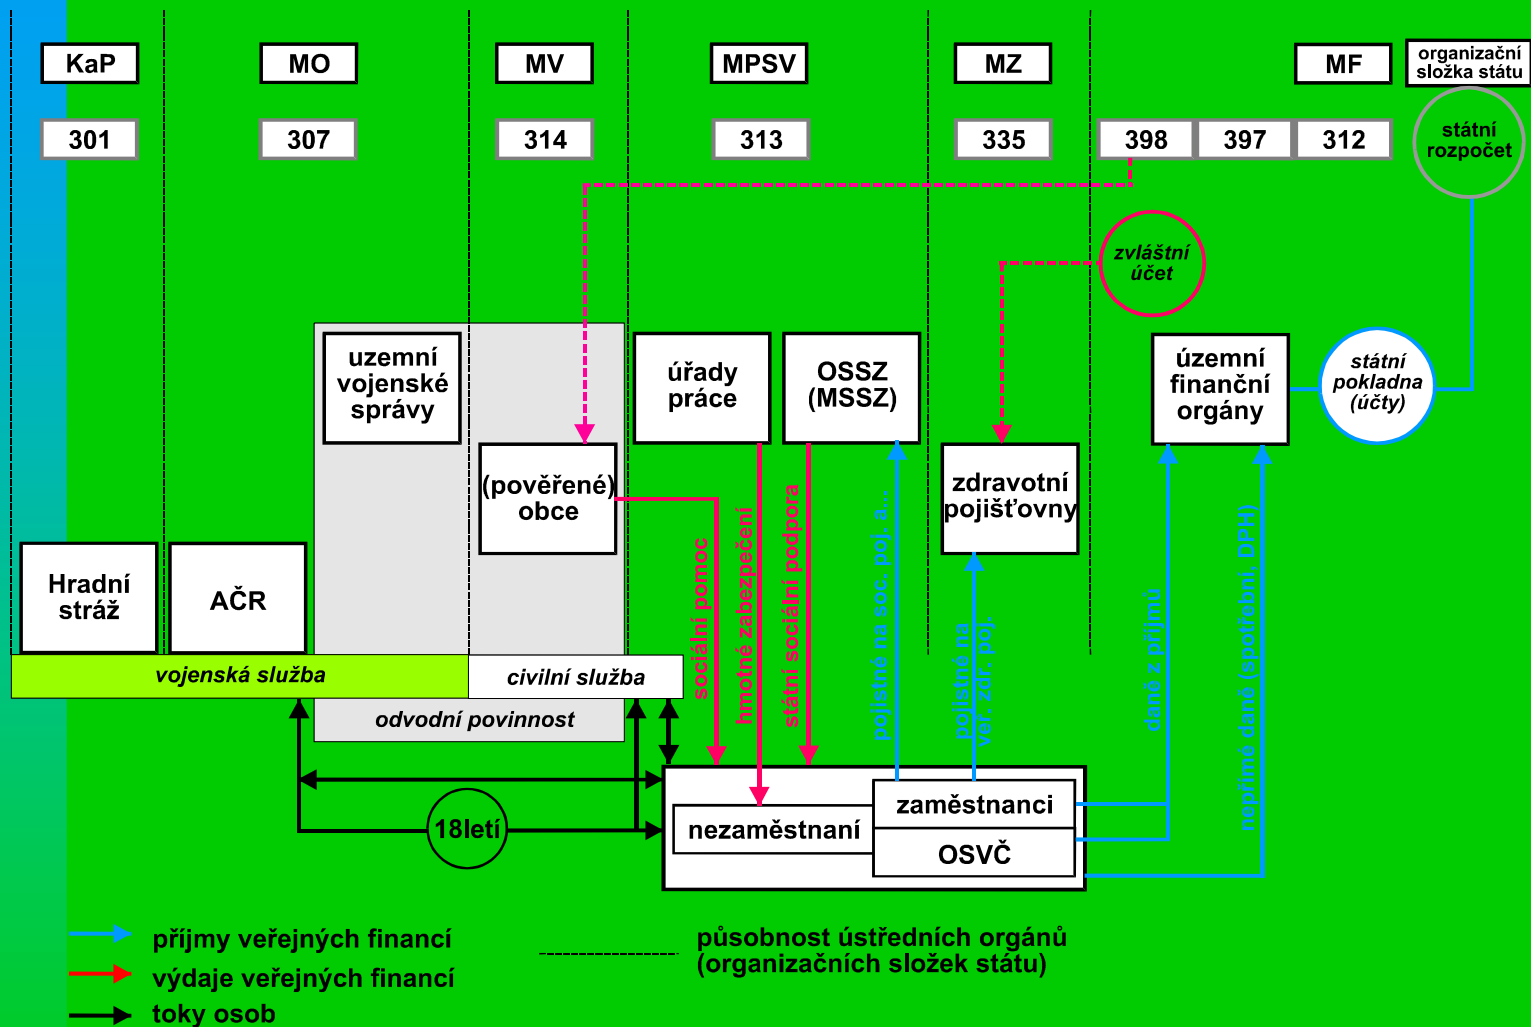 KaP
MO
MV
MPSV
MZ
MF
organizační
složka státu
301
307
314
313
335
398
397
312
státní
rozpočet
zvláštní
účet
uzemní
vojenské
správy
úřady
práce
OSSZ
(MSSZ)
územní
finanční
orgány
státní
pokladna
(účty)
(pověřené)
obce
zdravotní
pojišťovny
Hradní
stráž
AČR
sociální pomoc
hmotné zabezpečení
státní sociální podpora
pojistné na soc. poj. a...
pojistné na
veř. zdr. poj.
daně z příjmů
nepřímé daně (spotřební, DPH)
vojenská služba
civilní služba
odvodní povinnost
18letí
nezaměstnaní
zaměstnanci
OSVČ
příjmy veřejných financí
výdaje veřejných financí
toky osob
působnost ústředních orgánů
(organizačních složek státu)